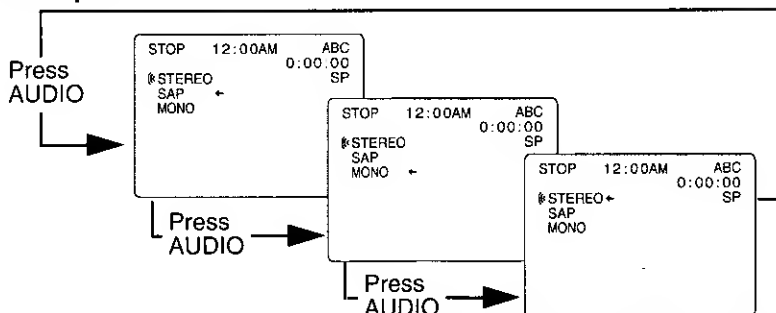 Press
AUDIO
STOP 12:00AM ABC
0:00:00
STEREO SP
SAP ←
MONO
Press
AUDIO
STOP 12:00AM ABC
0:00:00
STEREO SP
SAP
MONO ←
Press
AUDIO
STOP 12:00AM ABC
0:00:00
STEREO ← SP
SAP
MONO